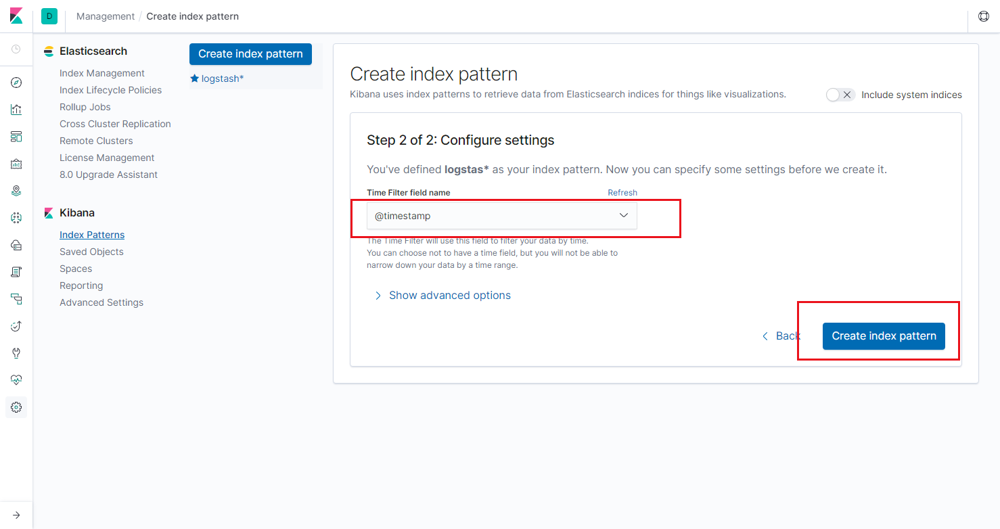 D
Management / Create index pattern
Elasticsearch
Index Management
Index Lifecycle Policies
Rollup Jobs
Cross Cluster Replication
Remote Clusters
License Management
8.0 Upgrade Assistant
Kibana
Index Patterns
Saved Objects
Spaces
Reporting
Advanced Settings
Create index pattern
logstash*
Create index pattern
Kibana uses index patterns to retrieve data from Elasticsearch indices for things like visualizations.
Include system indices
Step 2 of 2: Configure settings
You've defined logstas* as your index pattern. Now you can specify some settings before we create it.
Time Filter field name
Refresh
@timestamp
The Time Filter will use this field to filter your data by time.
You can choose not to have a time field, but you will not be able to
narrow down your data by a time range.
Show advanced options
Back
Create index pattern